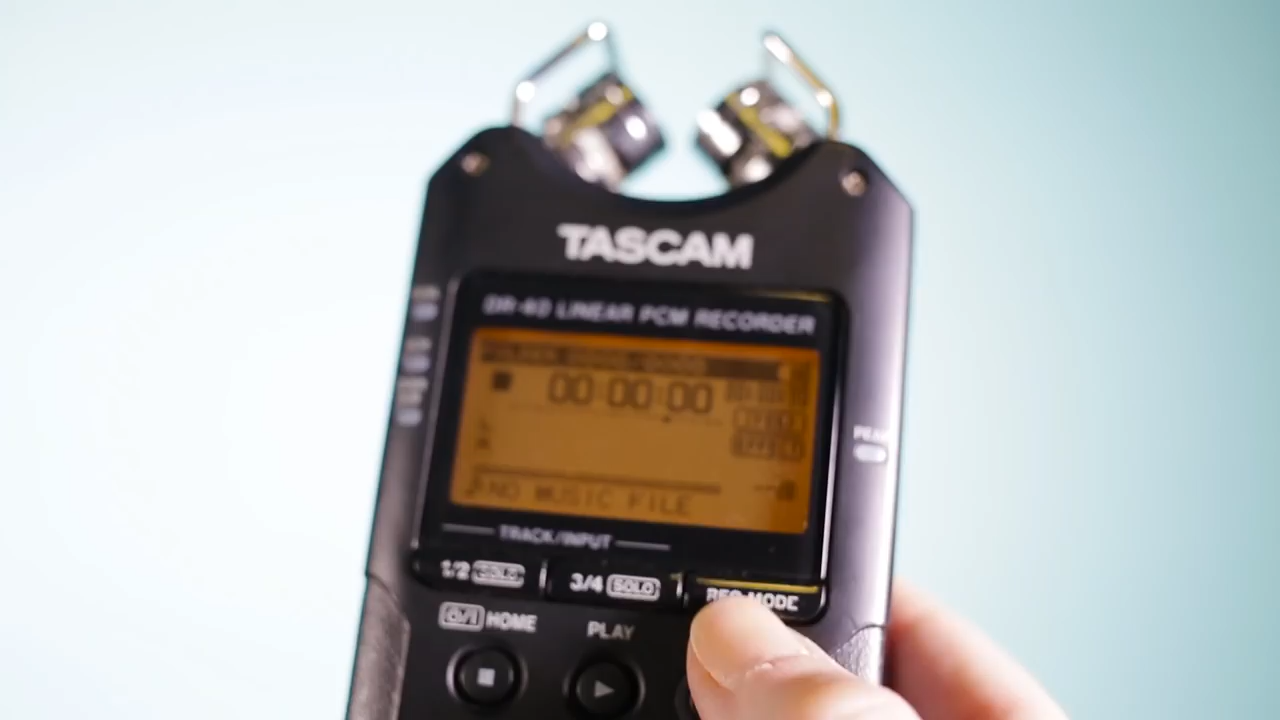 TASCAM
DR-40 LINEAR PCM RECORDER
00 00 00
NO MUSIC FILE
PEAK
TRACK/INPUT
1/2 SOLO 3/4 SOLO REC MODE
HOME PLAY